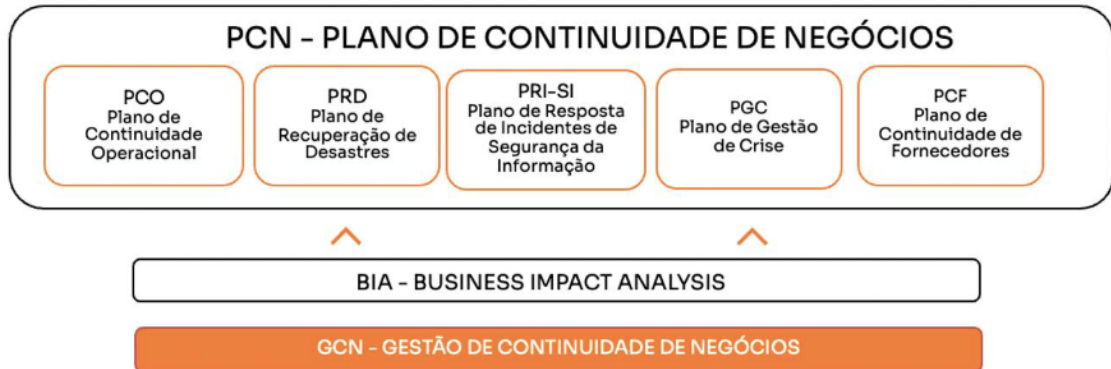 PCN - PLANO DE CONTINUIDADE DE NEGÓCIOS
PCO
Plano de
Continuidade
Operacional
PRD
Plano de
Recuperação de
Desastres
PRI-SI
Plano de Resposta
de Incidentes de
Segurança da
Informação
PGC
Plano de Gestão
de Crise
PCF
Plano de
Continuidade de
Fornecedores
BIA - BUSINESS IMPACT ANALYSIS
GCN - GESTÃO DE CONTINUIDADE DE NEGÓCIOS